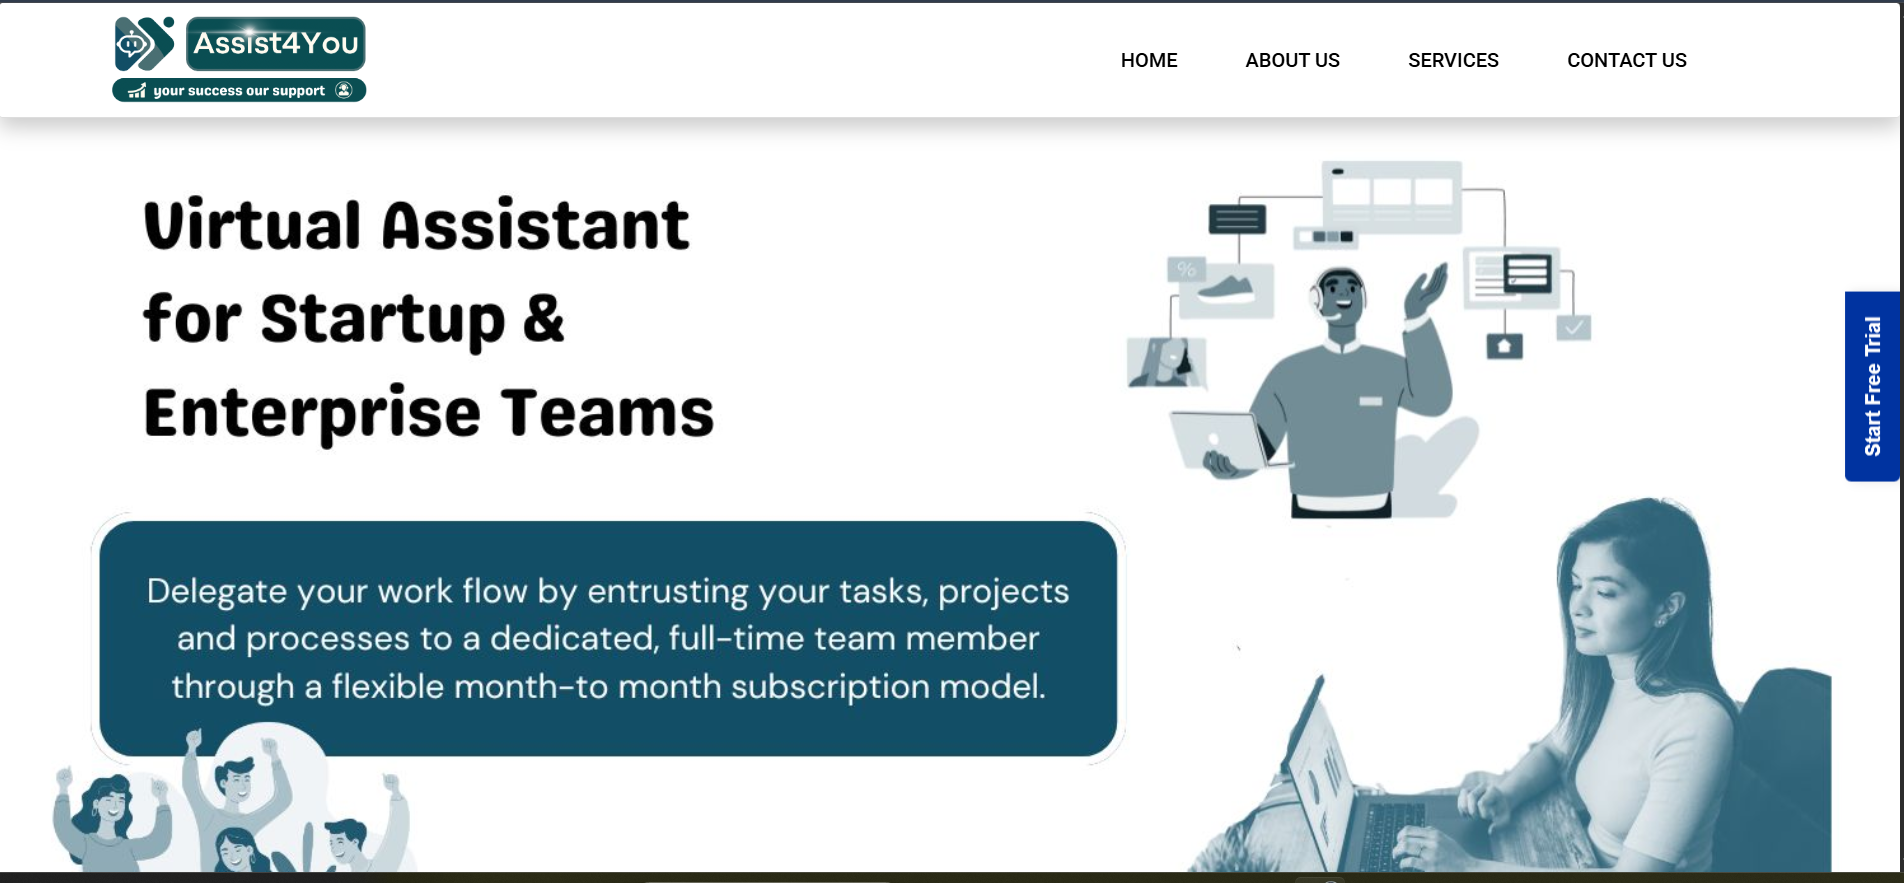 Assist4You
your success our support
HOME
ABOUT US
SERVICES
CONTACT US
Virtual Assistant
for Startup &
Enterprise Teams
%
Start Free Trial
Delegate your work flow by entrusting your tasks, projects
and processes to a dedicated, full-time team member
through a flexible month-to month subscription model.